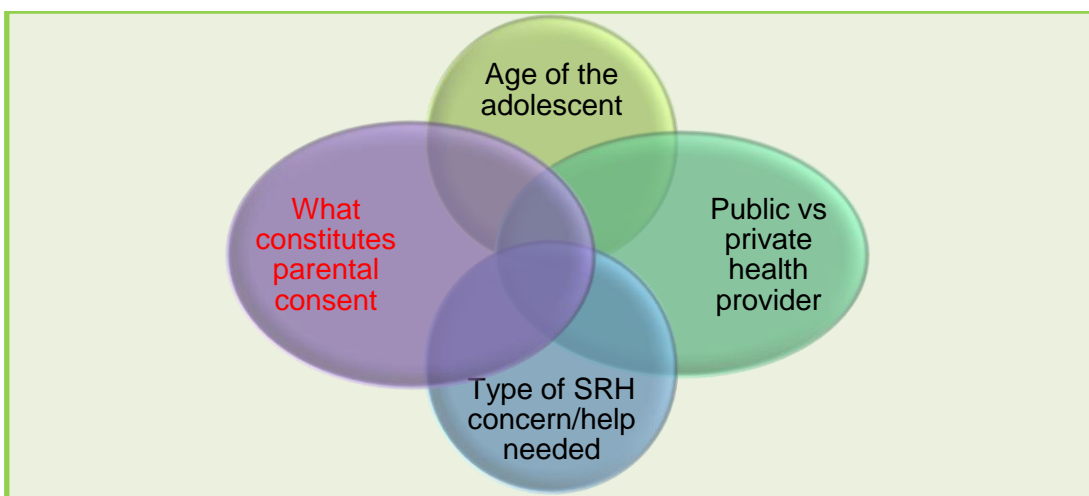 Age of the
adolescent
What
constitutes
parental
consent
Public vs
private
health
provider
Type of SRH
concern/help
needed